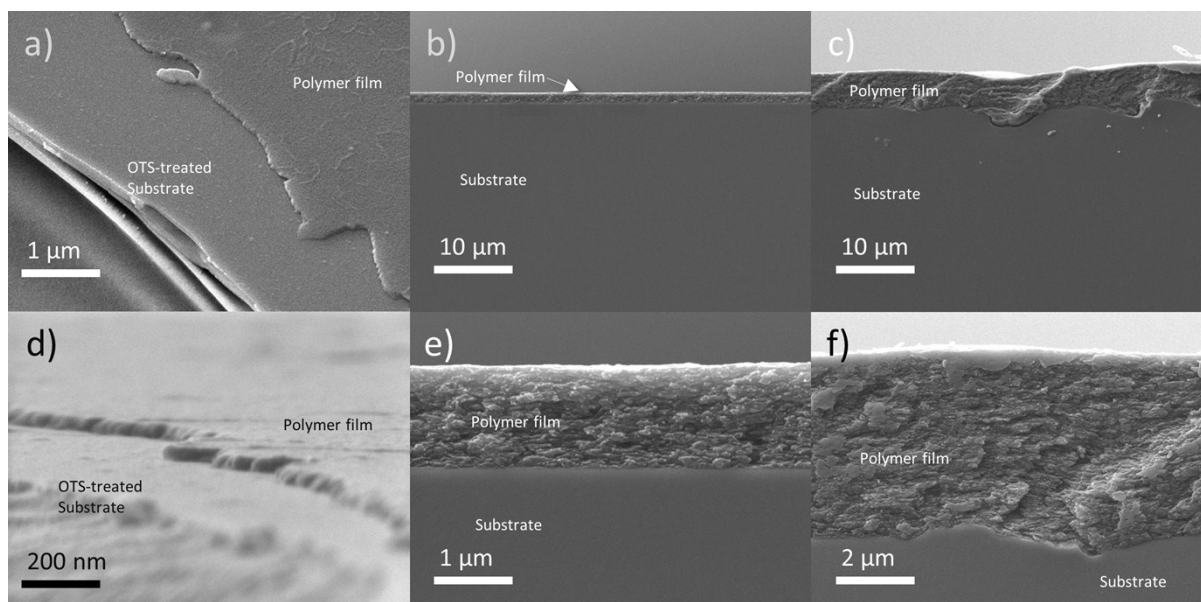 a)
Polymer film
OTS-treated
Substrate
1 µm
b)
Polymer film
Substrate
10 µm
c)
Polymer film
Substrate
10 µm
d)
Polymer film
OTS-treated
Substrate
200 nm
e)
Polymer film
Substrate
1 µm
f)
Polymer film
2 µm
Substrate